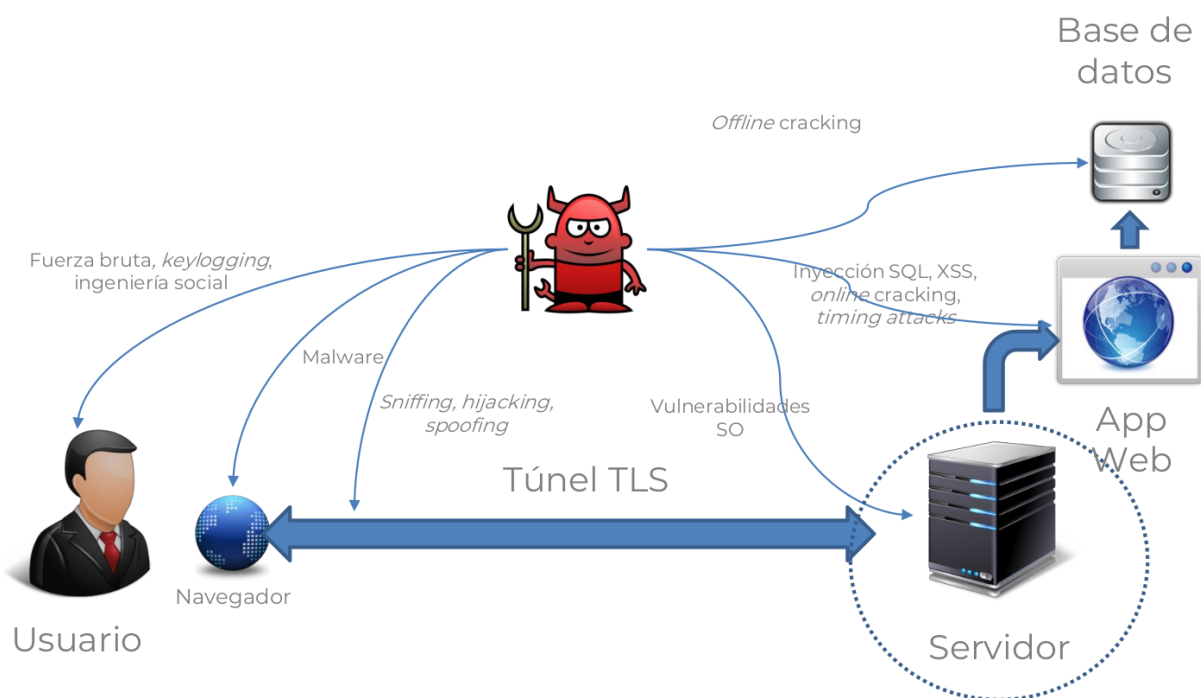 Base de
datos
Offline cracking
Fuerza bruta, keylogging,
ingeniería social
Inyección SQL, XSS,
online cracking,
timing attacks
Malware
Sniffing, hijacking,
spoofing
Vulnerabilidades
SO
App
Web
Túnel TLS
Navegador
Usuario
Servidor